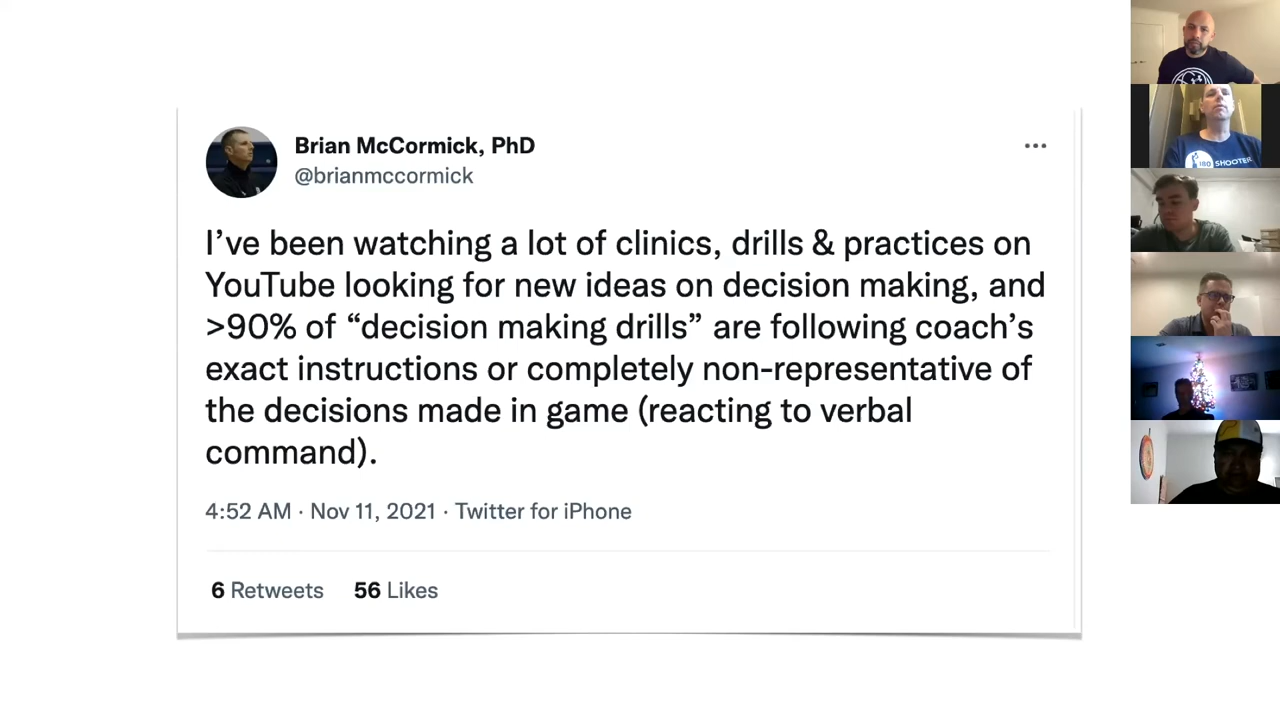 Brian McCormick, PhD
@brianmccormick
I’ve been watching a lot of clinics, drills & practices on
YouTube looking for new ideas on decision making, and
>90% of “decision making drills” are following coach’s
exact instructions or completely non-representative of
the decisions made in game (reacting to verbal
command).
4:52 AM · Nov 11, 2021 · Twitter for iPhone
6 Retweets 56 Likes
180 SHOOTER